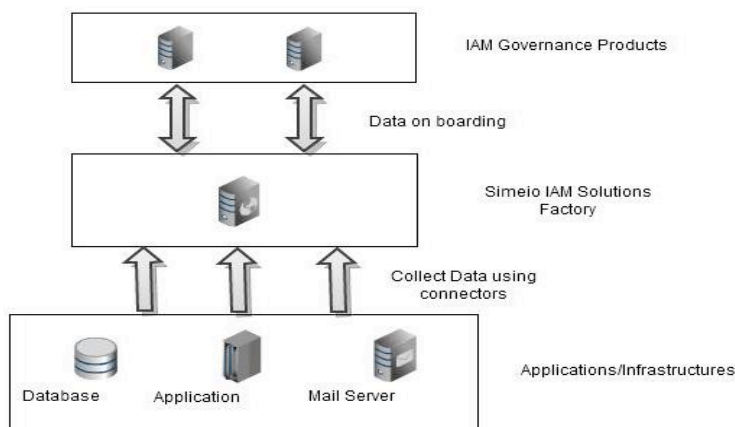 IAM Governance Products
Data on boarding
Simeio IAM Solutions
Factory
Collect Data using
connectors
Applications/Infrastructures
Database
Application
Mail Server